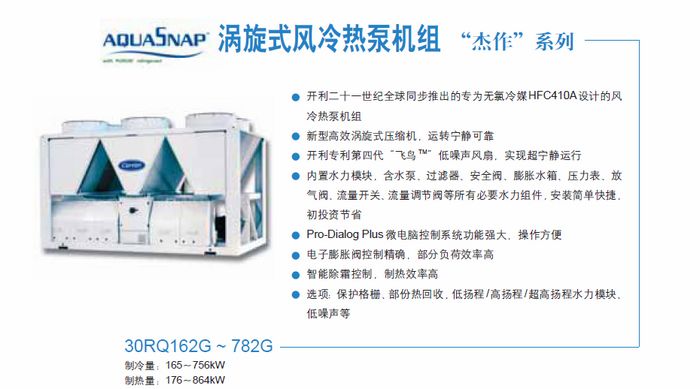 AQUASNAP® 涡旋式风冷热泵机组 “杰作”系列
with PURON® refrigerant
● 开利二十一世纪全球同步推出的专为无氯冷媒HFC410A设计的风
冷热泵机组
● 新型高效涡旋式压缩机，运转宁静可靠
● 开利专利第四代“飞鸟™”低噪声风扇，实现超宁静运行
● 内置水力模块，含水泵、过滤器、安全阀、膨胀水箱、压力表、放
气阀、流量开关、流量调节阀等所有必要水力组件，安装简单快捷，
初投资节省
● Pro-Dialog Plus 微电脑控制系统功能强大，操作方便
● 电子膨胀阀控制精确，部分负荷效率高
● 智能除霜控制，制热效率高
● 选项: 保护格栅、部份热回收，低扬程/高扬程/超高扬程水力模块，
低噪声等
Carrier
30RQ162G ~ 782G
制冷量：165～756kW
制热量：176～864kW